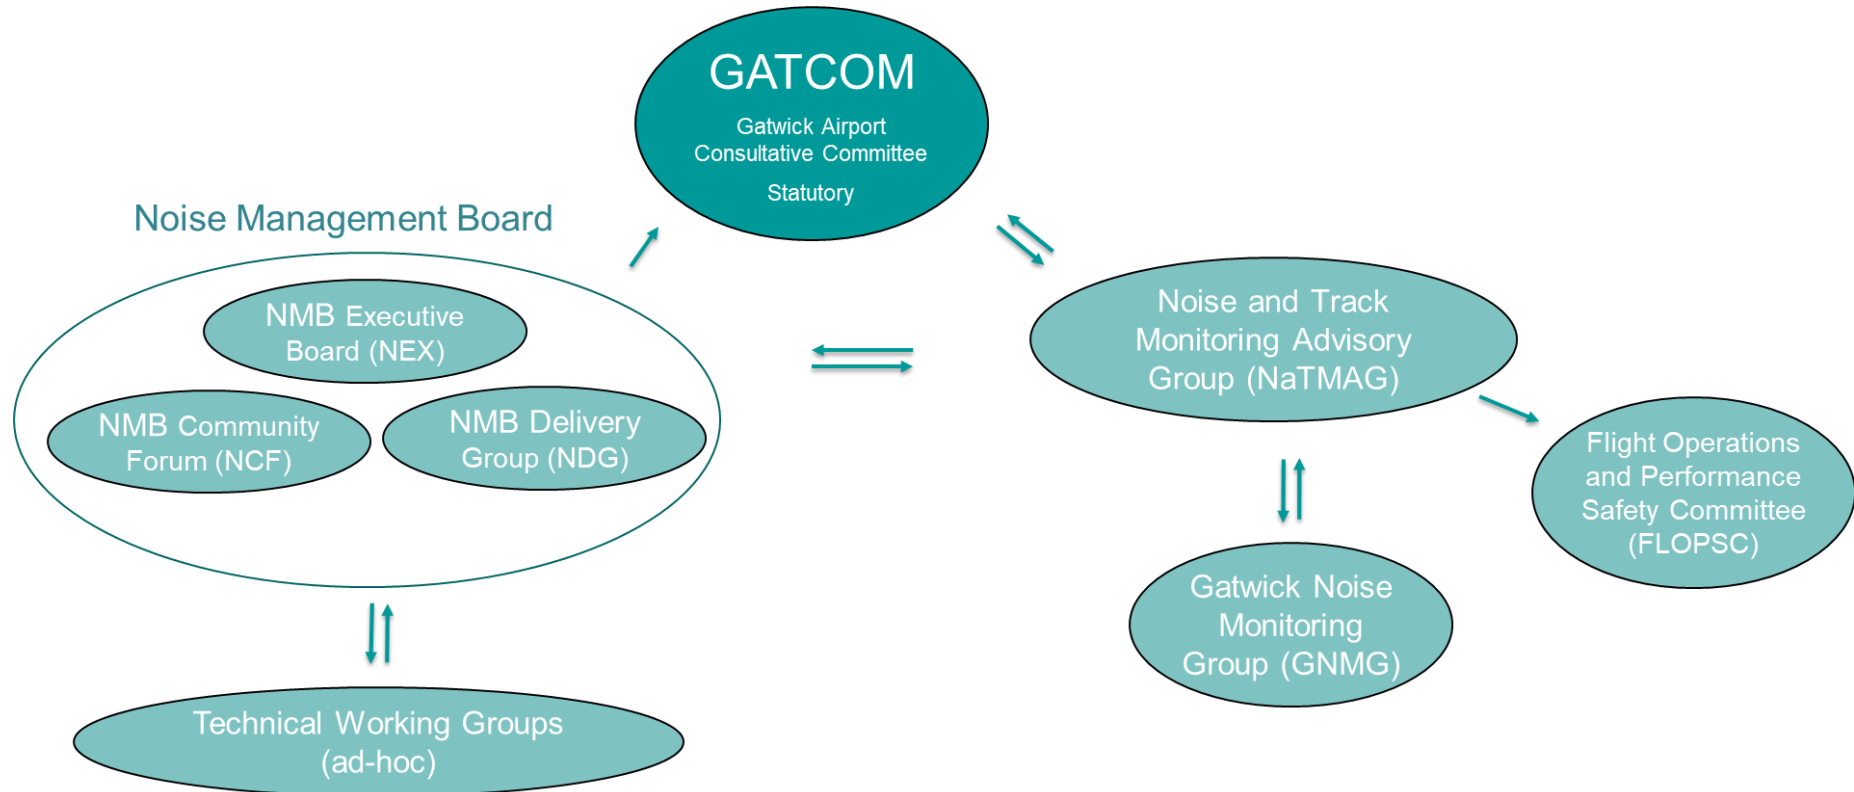 GATCOM
Gatwick Airport
Consultative Committee
Statutory
Noise Management Board
NMB Executive
Board (NEX)
NMB Community
Forum (NCF)
NMB Delivery
Group (NDG)
Noise and Track
Monitoring Advisory
Group (NaTMAG)
Flight Operations
and Performance
Safety Committee
(FLOPSC)
Gatwick Noise
Monitoring
Group (GNMG)
Technical Working Groups
(ad-hoc)